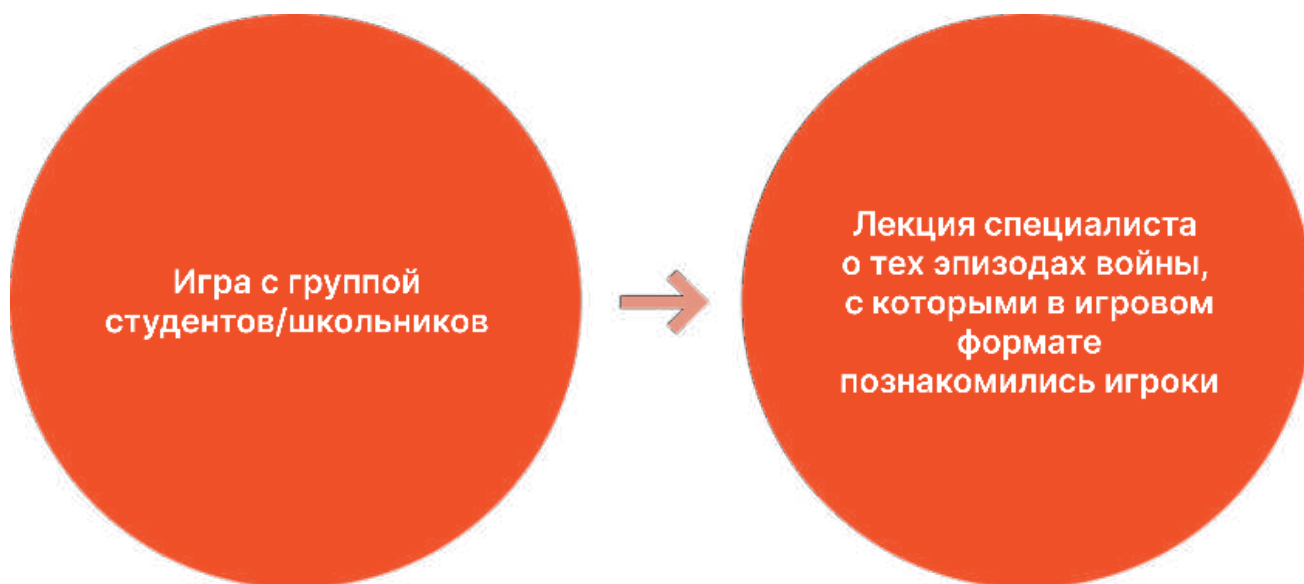 Игра с группой
студентов/школьников
Лекция специалиста
о тех эпизодах войны,
с которыми в игровом
формате
познакомились игроки